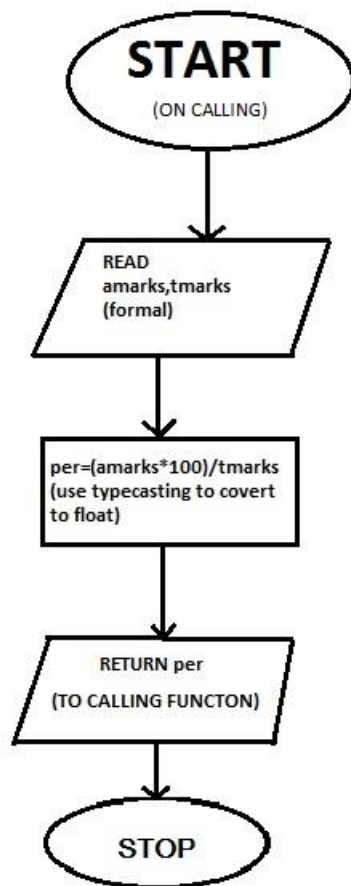 START
(ON CALLING)
READ
amarks,tmarks
(formal)
per=(amarks*100)/tmarks
(use typecasting to covert
to float)
RETURN per
(TO CALLING FUNCTON)
STOP